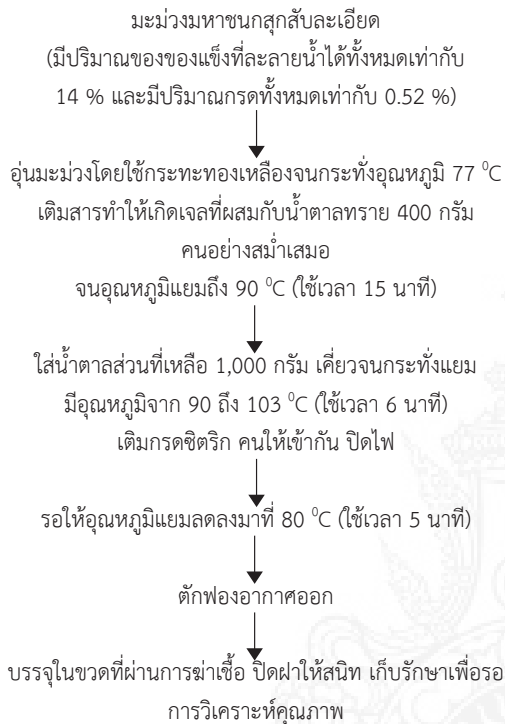 มะม่วงมหาชนกสุกสับละเอียด
(มีปริมาณของของแข็งที่ละลายน้ำได้ทั้งหมดเท่ากับ
14 % และมีปริมาณกรดทั้งหมดเท่ากับ 0.52 %)
อุ่นมะม่วงโดยใช้กระทะทองเหลืองจนกระทั่งอุณหภูมิ 77 ⁰C
เติมสารทำให้เกิดเจลที่ผสมกับน้ำตาลทราย 400 กรัม
คนอย่างสม่ำเสมอ
จนอุณหภูมิแยมถึง 90 ⁰C (ใช้เวลา 15 นาที)
ใส่น้ำตาลส่วนที่เหลือ 1,000 กรัม เคี่ยวจนกระทั่งแยม
มีอุณหภูมิจาก 90 ถึง 103 ⁰C (ใช้เวลา 6 นาที)
เติมกรดซิตริก คนให้เข้ากัน ปิดไฟ
รอให้อุณหภูมิแยมลดลงมาที่ 80 ⁰C (ใช้เวลา 5 นาที)
ตักฟองอากาศออก
บรรจุในขวดที่ผ่านการฆ่าเชื้อ ปิดฝาให้สนิท เก็บรักษาเพื่อรอ
การวิเคราะห์คุณภาพ